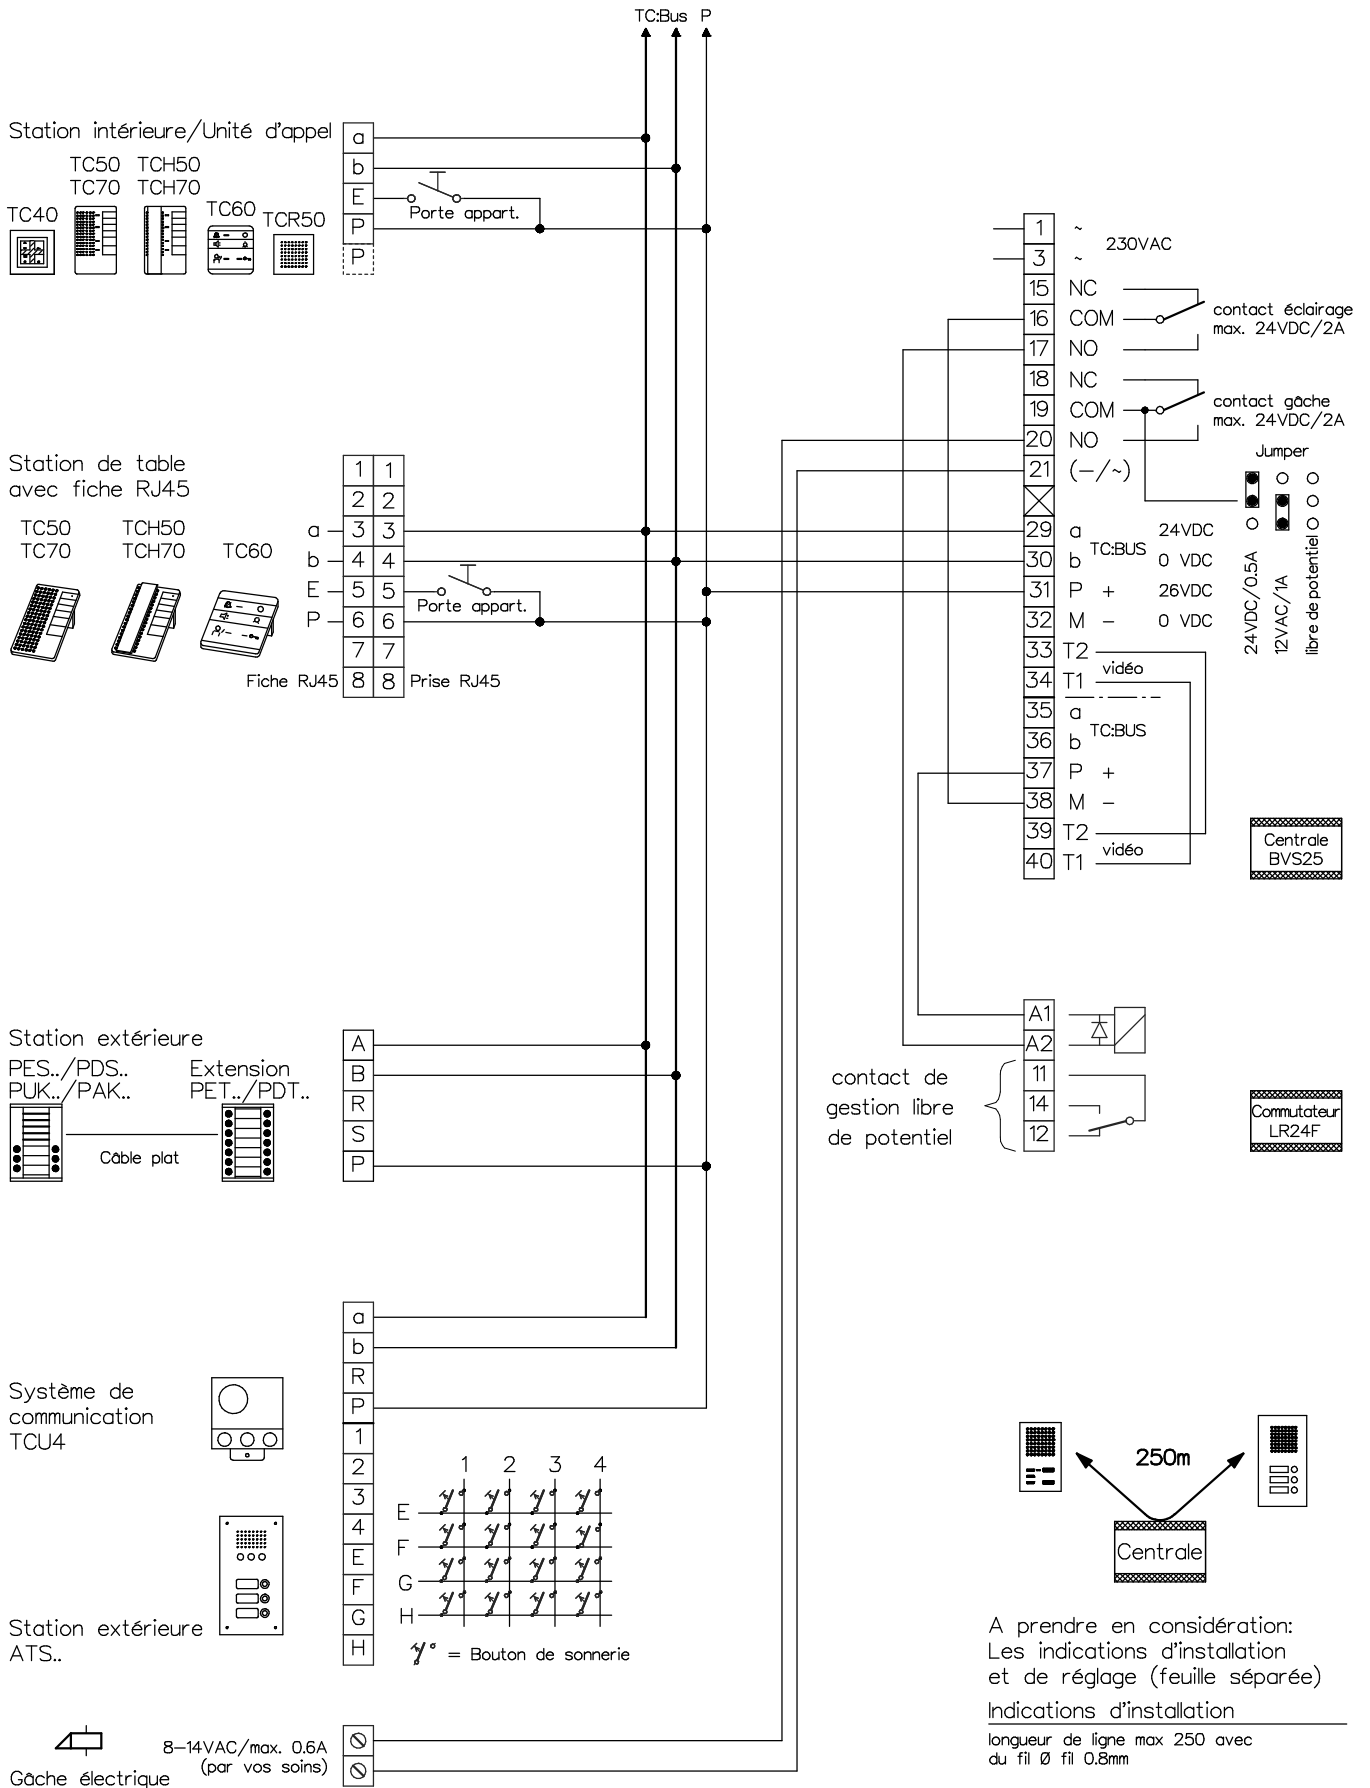 TC:Bus P
Station intérieure/Unité d'appel
TC50 TCH50
TC70 TCH70
TC40
TC60
TCR50
a
b
E
P
P
Porte appart.
1 ~
3 ~
230VAC
15 NC
16 COM
17 NO
contact éclairage
max. 24VDC/2A
18 NC
19 COM
20 NO
contact gâche
max. 24VDC/2A
21 (-/~)
Jumper
24VDC/0.5A
12VAC/1A
libre de potentiel
29 a 24VDC
TC:BUS
30 b 0 VDC
31 P + 26VDC
32 M - 0 VDC
33 T2
vidéo
34 T1
35 a
TC:BUS
36 b
37 P +
38 M -
39 T2
vidéo
40 T1
Centrale
BVS25
Station de table
avec fiche RJ45
TC50 TCH50
TC70 TCH70 TC60
1 1
2 2
a 3 3
b 4 4
E 5 5
P 6 6
7 7
Fiche RJ45 8 8 Prise RJ45
Porte appart.
Station extérieure
PES../PDS.. Extension
PUK../PAK.. PET../PDT..
Câble plat
A
B
R
S
P
A1
A2
11
14
12
contact de
gestion libre
de potentiel
Commutateur
LR24F
Système de
communication
TCU4
a
b
R
P
1
2
3
4
E
F
G
H
1 2 3 4
E
F
G
H
= Bouton de sonnerie
Station extérieure
ATS..
250m
Centrale
A prendre en considération:
Les indications d'installation
et de réglage (feuille séparée)
Indications d'installation
longueur de ligne max 250 avec
du fil Ø fil 0.8mm
8-14VAC/max. 0.6A
(par vos soins)
Gâche électrique